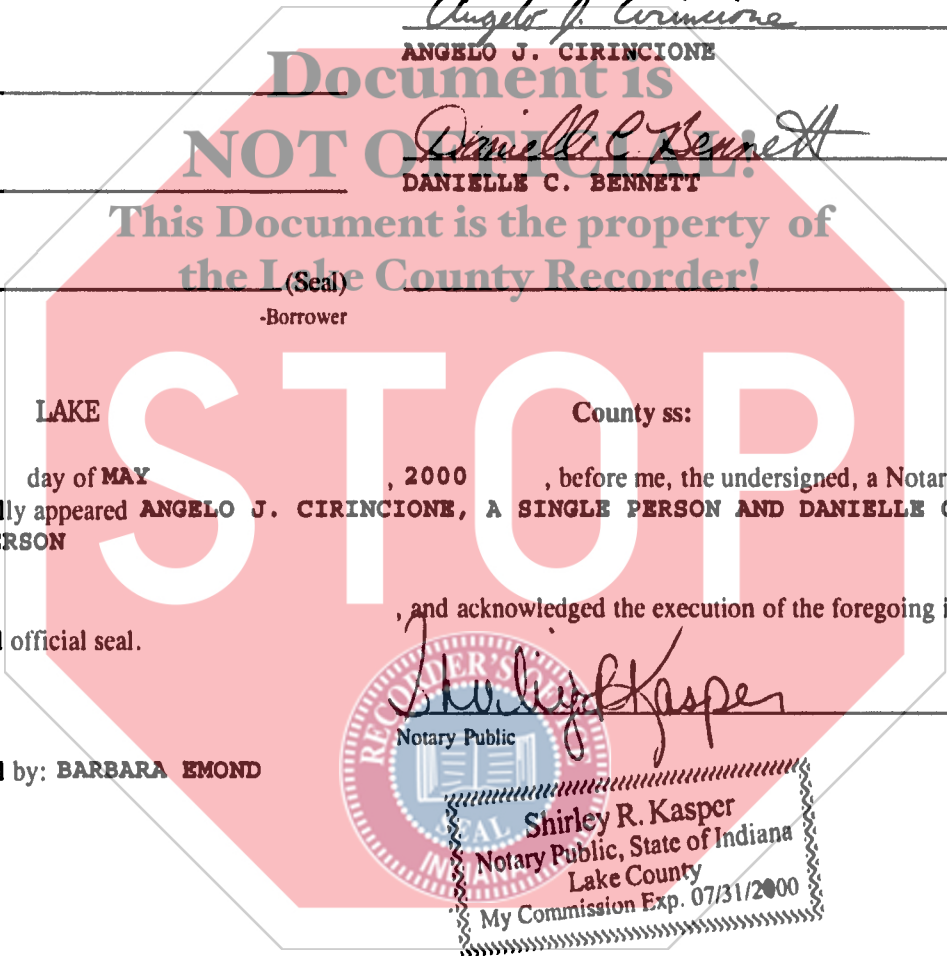 Angelo J. Cirincione
ANGELO J. CIRINCIONE
Document is
Danielle C. Bennett
NOT OFFICIAL!
DANIELLE C. BENNETT
This Document is the property of
the Lake County Recorder!
(Seal)
-Borrower
STOP
LAKE County ss:
day of MAY , 2000 , before me, the undersigned, a Notar
lly appeared ANGELO J. CIRINCIONE, A SINGLE PERSON AND DANIELLE C
RSON
, and acknowledged the execution of the foregoing i
official seal.
Shirley R Kasper
Notary Public
by: BARBARA EMOND
RECORDER'S
SEAL
INDIANA
Shirley R. Kasper
Notary Public, State of Indiana
Lake County
My Commission Exp. 07/31/2000